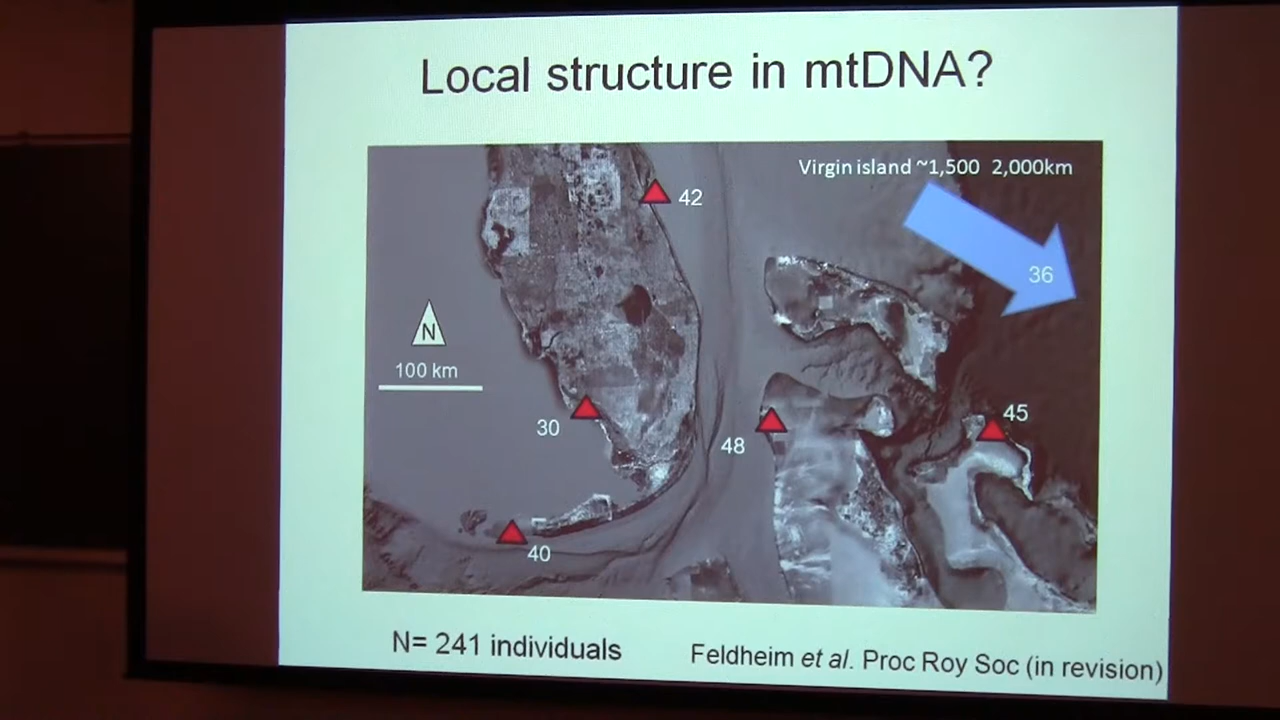 Local structure in mtDNA?
Virgin island ~1,500 2,000km
42
36
N
100 km
30
48
45
40
N= 241 individuals
Feldheim et al. Proc Roy Soc (in revision)